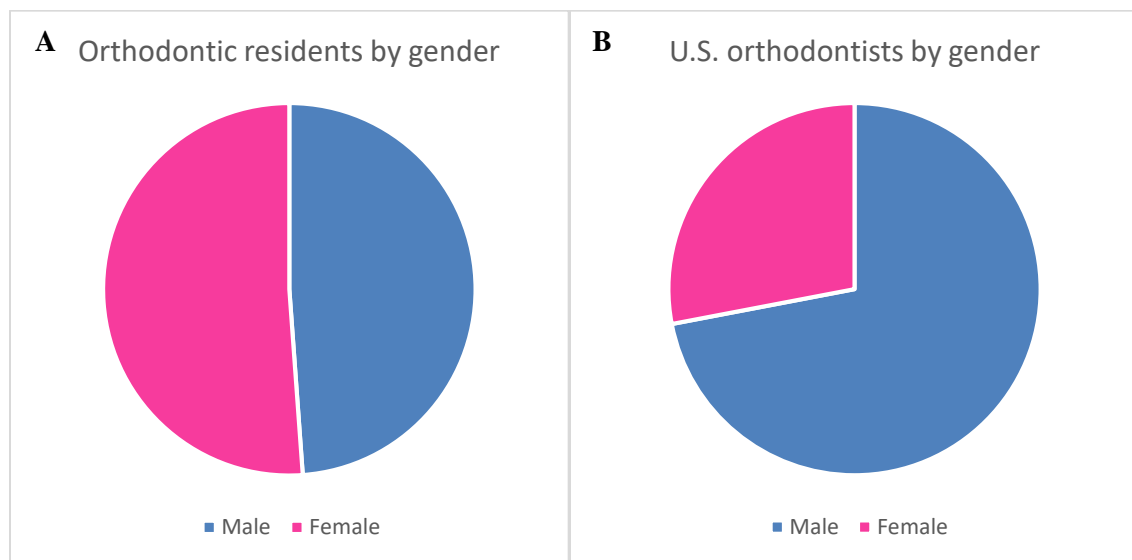 A
Orthodontic residents by gender
Male Female
B
U.S. orthodontists by gender
Male Female